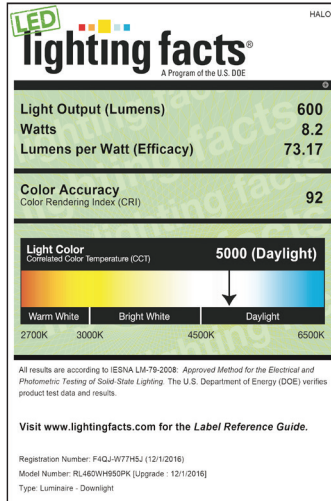 HALO
LED
lighting facts®
A Program of the U.S. DOE
Light Output (Lumens) 600
Watts 8.2
Lumens per Watt (Efficacy) 73.17
Color Accuracy 92
Color Rendering Index (CRI)
Light Color 5000 (Daylight)
Correlated Color Temperature (CCT)
Warm White Bright White Daylight
2700K 3000K 4500K 6500K
All results are according to IESNA LM-79-2008: Approved Method for the Electrical and
Photometric Testing of Solid-State Lighting. The U.S. Department of Energy (DOE) verifies
product test data and results.
Visit www.lightingfacts.com for the Label Reference Guide.
Registration Number: F4QJ-W77H5J (12/1/2016)
Model Number: RL460WH950PK [Upgrade : 12/1/2016]
Type: Luminaire - Downlight